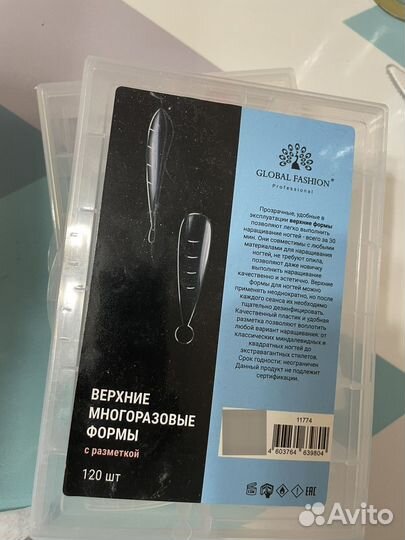 GLOBAL FASHION®
Professional
Прозрачные, удобные в
эксплуатации верхние формы
позволяют легко выполнить
наращивание ногтей - всего за 30
мин. Они совместимы с любыми
материалами для наращивания
ногтей, не требуют опила,
позволяют даже новичку
выполнить наращивание
качественно и эстетично. Верхние
формы для ногтей можно
применять неоднократно, но после
каждого сеанса их необходимо
тщательно дезинфицировать.
Качественный пластик и удобная
разметка позволяют воплотить
любой вариант наращивания: от
классических миндалевидных и
квадратных ногтей до
экстравагантных стилетов.
Срок годности: неограничен
Данный продукт не подлежит
сертификации.
ВЕРХНИЕ
МНОГОРАЗОВЫЕ
ФОРМЫ
с разметкой
120 шт
11774
4 603764 639804
EAC
Avito